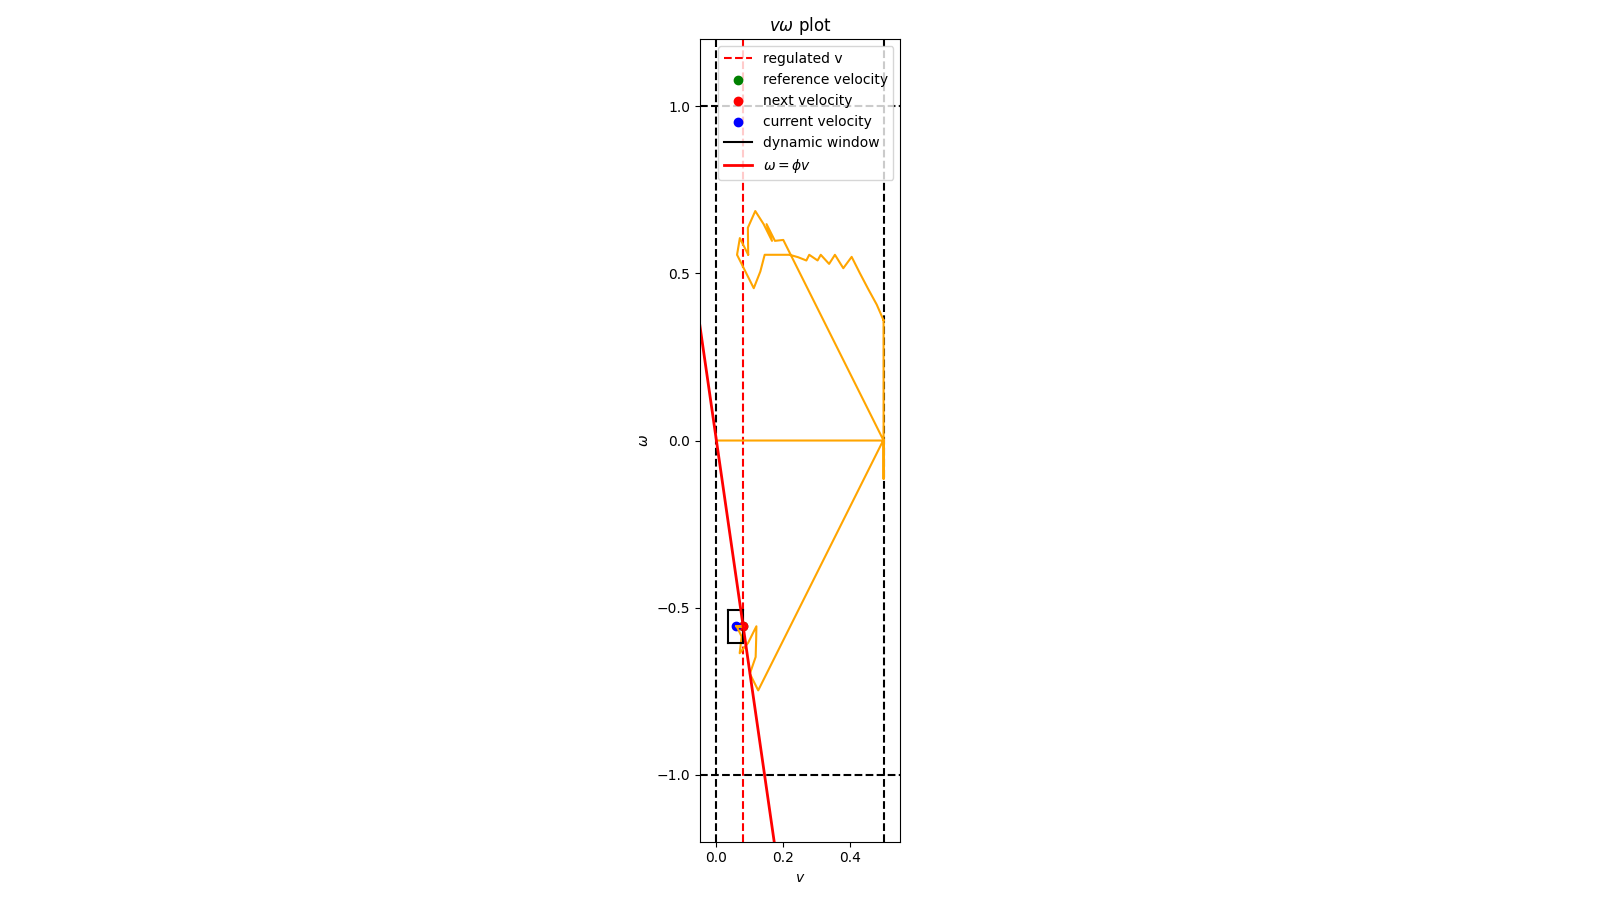 vω plot
regulated v
reference velocity
next velocity
current velocity
dynamic window
ω = ϕv
1.0
0.5
ω
0.0
−0.5
−1.0
0.0 0.2 0.4
v